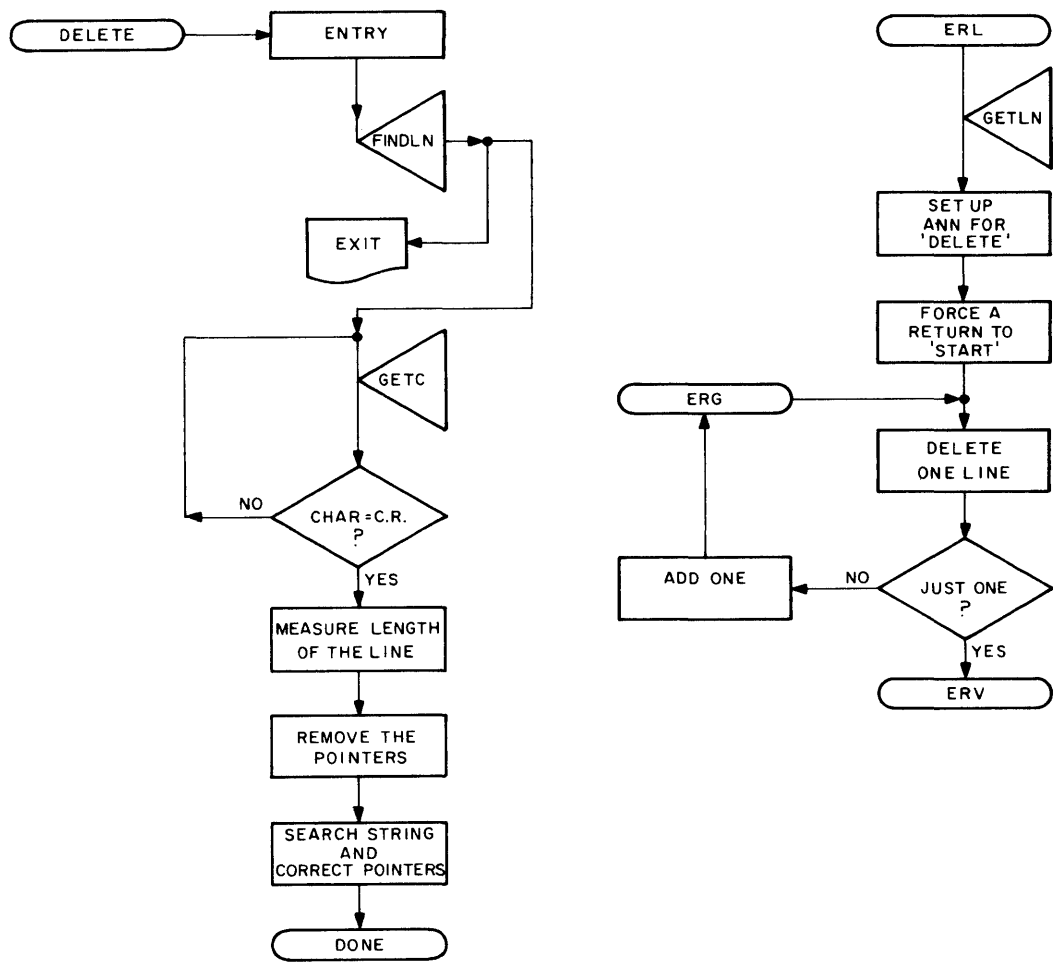 DELETE
ENTRY
FINDLN
EXIT
GETC
CHAR=C.R.
?
NO
YES
MEASURE LENGTH
OF THE LINE
REMOVE THE
POINTERS
SEARCH STRING
AND
CORRECT POINTERS
DONE
ERL
GETLN
SET UP
ANN FOR
'DELETE'
FORCE A
RETURN TO
'START'
ERG
DELETE
ONE LINE
ADD ONE
NO
JUST ONE
?
YES
ERV